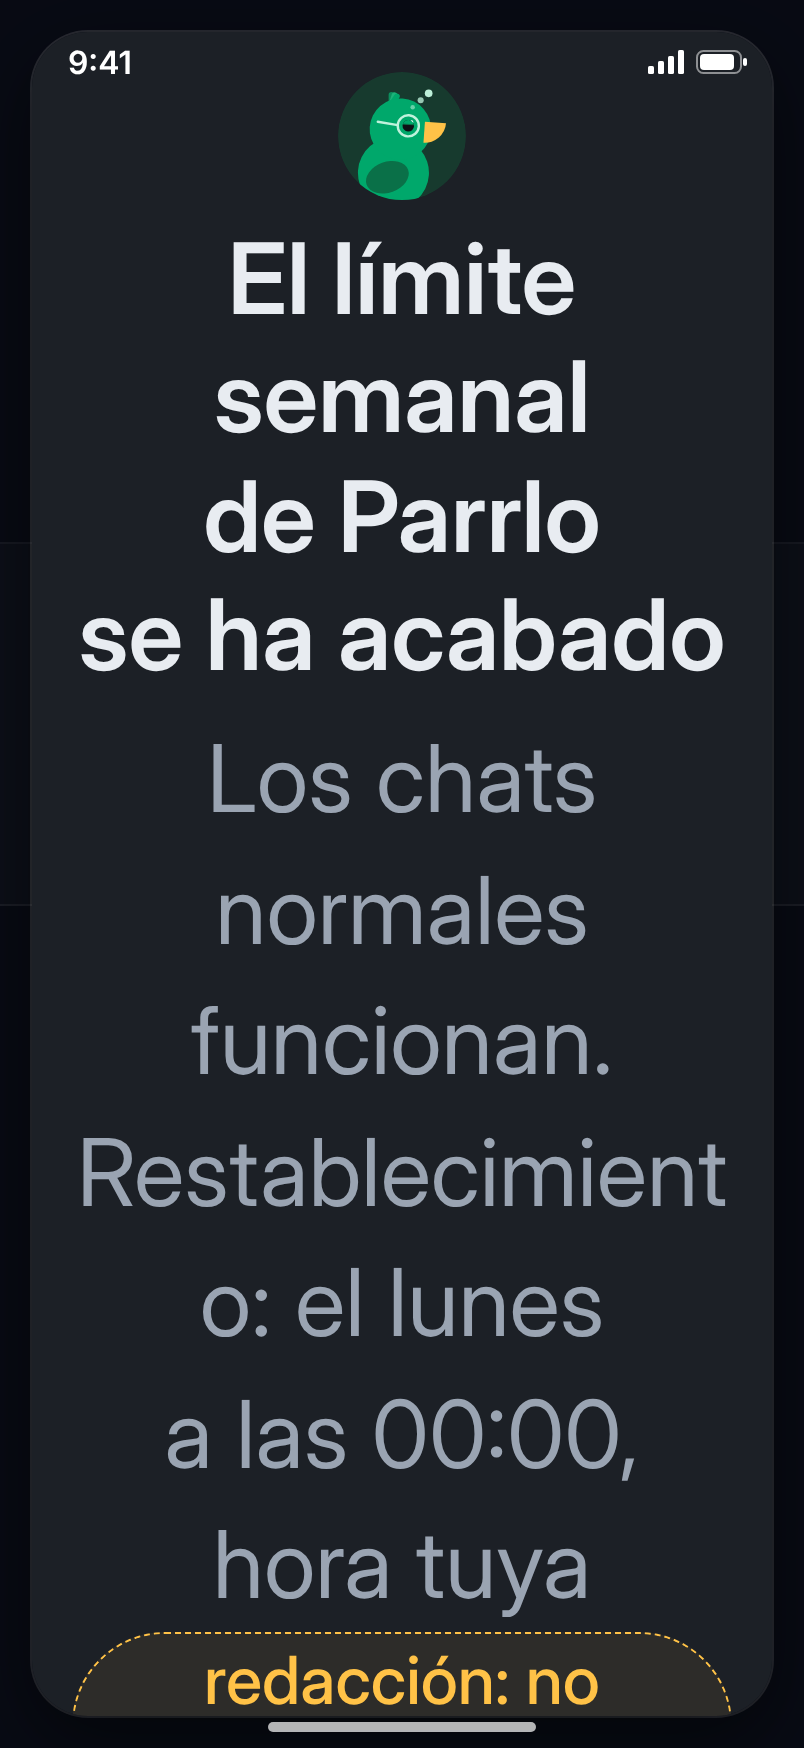 9:41
El límite
semanal
de Parrlo
se ha acabado
Los chats
normales
funcionan.
Restablecimient
o: el lunes
a las 00:00,
hora tuya
redacción: no